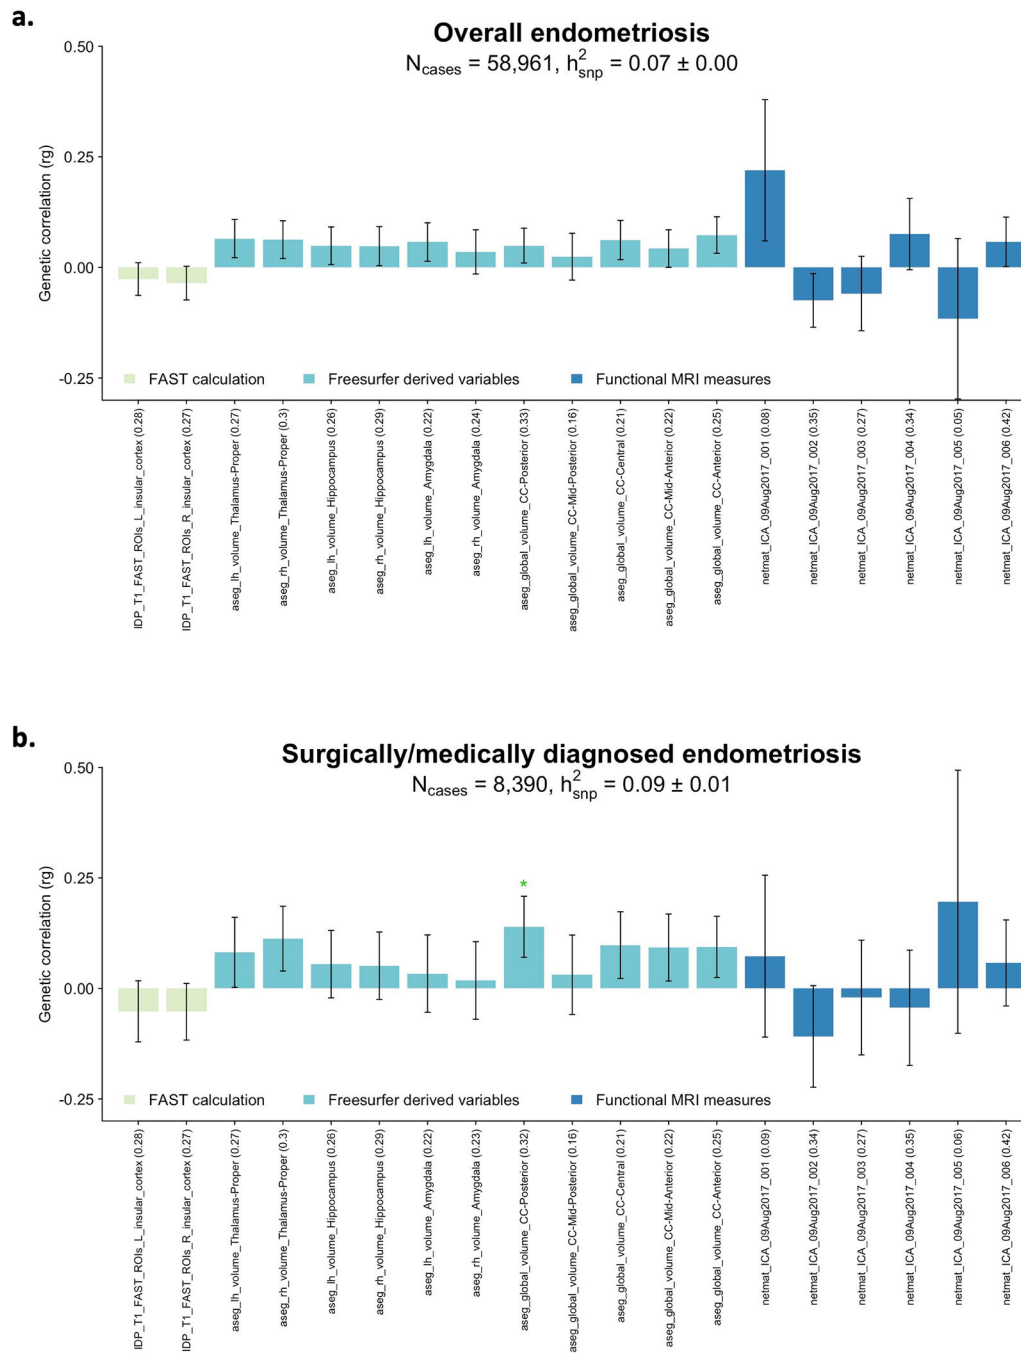 a.
Overall endometriosis
N_cases = 58,961, h²_snp = 0.07 ± 0.00
Genetic correlation (rg)
0.50
0.25
0.00
-0.25
FAST calculation
Freesurfer derived variables
Functional MRI measures
IDP_T1_FAST_ROIs_L_insular_cortex (0.28)
IDP_T1_FAST_ROIs_R_insular_cortex (0.27)
aseg_lh_volume_Thalamus-Proper (0.27)
aseg_rh_volume_Thalamus-Proper (0.3)
aseg_lh_volume_Hippocampus (0.26)
aseg_rh_volume_Hippocampus (0.29)
aseg_lh_volume_Amygdala (0.22)
aseg_rh_volume_Amygdala (0.24)
aseg_global_volume_CC-Posterior (0.33)
aseg_global_volume_CC-Mid-Posterior (0.16)
aseg_global_volume_CC-Central (0.21)
aseg_global_volume_CC-Mid-Anterior (0.22)
aseg_global_volume_CC-Anterior (0.25)
netmat_ICA_09Aug2017_001 (0.08)
netmat_ICA_09Aug2017_002 (0.35)
netmat_ICA_09Aug2017_003 (0.27)
netmat_ICA_09Aug2017_004 (0.34)
netmat_ICA_09Aug2017_005 (0.05)
netmat_ICA_09Aug2017_006 (0.42)
b.
Surgically/medically diagnosed endometriosis
N_cases = 8,390, h²_snp = 0.09 ± 0.01
Genetic correlation (rg)
0.50
0.25
0.00
-0.25
*
FAST calculation
Freesurfer derived variables
Functional MRI measures
IDP_T1_FAST_ROIs_L_insular_cortex (0.28)
IDP_T1_FAST_ROIs_R_insular_cortex (0.27)
aseg_lh_volume_Thalamus-Proper (0.27)
aseg_rh_volume_Thalamus-Proper (0.3)
aseg_lh_volume_Hippocampus (0.26)
aseg_rh_volume_Hippocampus (0.29)
aseg_lh_volume_Amygdala (0.22)
aseg_rh_volume_Amygdala (0.23)
aseg_global_volume_CC-Posterior (0.32)
aseg_global_volume_CC-Mid-Posterior (0.16)
aseg_global_volume_CC-Central (0.21)
aseg_global_volume_CC-Mid-Anterior (0.22)
aseg_global_volume_CC-Anterior (0.25)
netmat_ICA_09Aug2017_001 (0.09)
netmat_ICA_09Aug2017_002 (0.34)
netmat_ICA_09Aug2017_003 (0.27)
netmat_ICA_09Aug2017_004 (0.35)
netmat_ICA_09Aug2017_005 (0.06)
netmat_ICA_09Aug2017_006 (0.42)